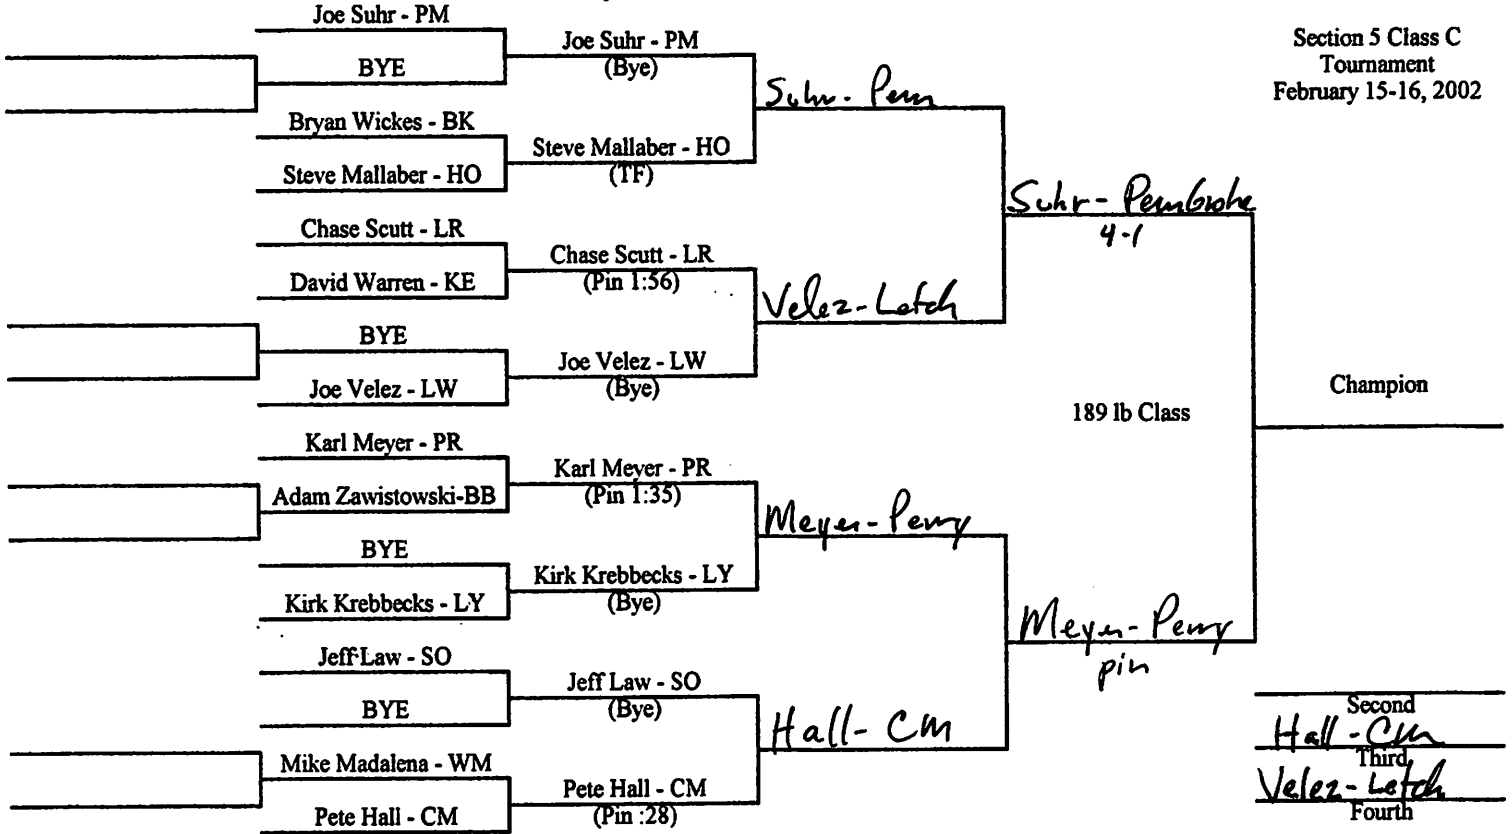 Joe Suhr - PM
BYE
Joe Suhr - PM
(Bye)
Section 5 Class C
Tournament
February 15-16, 2002
Suhr- Pem
Bryan Wickes - BK
Steve Mallaber - HO
Steve Mallaber - HO
(TF)
Suhr- Pembroke
4-1
Chase Scutt - LR
David Warren - KE
Chase Scutt - LR
(Pin 1:56)
Velez-Letch
BYE
Joe Velez - LW
Joe Velez - LW
(Bye)
189 lb Class
Champion
Karl Meyer - PR
Adam Zawistowski-BB
Karl Meyer - PR
(Pin 1:35)
Meyer-Perry
BYE
Kirk Krebbecks - LY
Kirk Krebbecks - LY
(Bye)
Meyer- Perry
pin
Jeff Law - SO
BYE
Jeff Law - SO
(Bye)
Hall- CM
Mike Madalena - WM
Pete Hall - CM
Pete Hall - CM
(Pin :28)
Second
Hall - CM
Third
Velez-Letch
Fourth